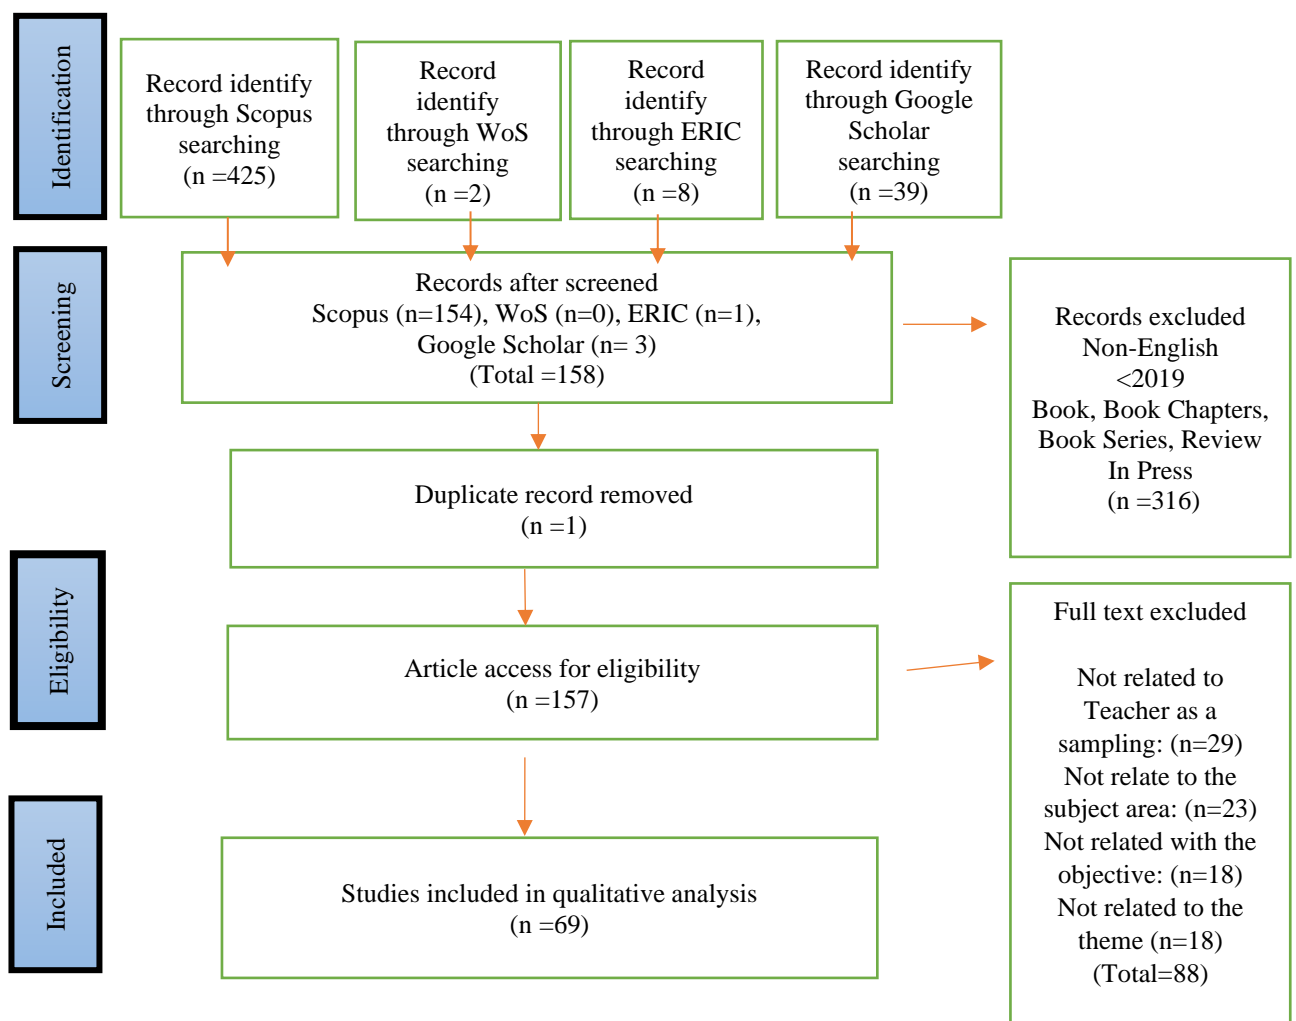 Identification
Record identify
through Scopus
searching
(n =425)
Record
identify
through WoS
searching
(n =2)
Record
identify
through ERIC
searching
(n =8)
Record identify
through Google
Scholar
searching
(n =39)
Screening
Records after screened
Scopus (n=154), WoS (n=0), ERIC (n=1),
Google Scholar (n= 3)
(Total =158)
Records excluded
Non-English
<2019
Book, Book Chapters,
Book Series, Review
In Press
(n =316)
Duplicate record removed
(n =1)
Eligibility
Article access for eligibility
(n =157)
Full text excluded
Not related to
Teacher as a
sampling: (n=29)
Not relate to the
subject area: (n=23)
Not related with the
objective: (n=18)
Not related to the
theme (n=18)
(Total=88)
Included
Studies included in qualitative analysis
(n =69)